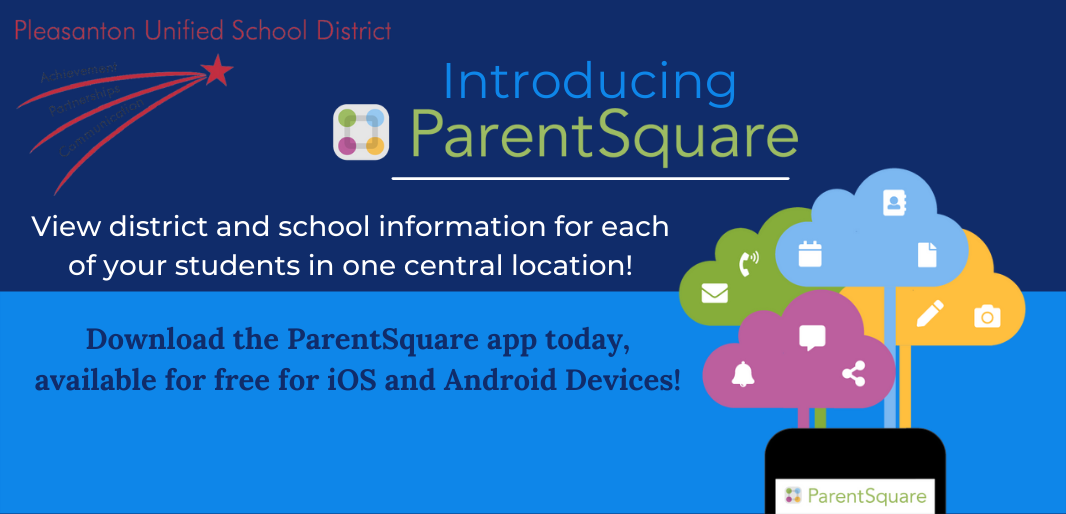 Pleasanton Unified School District
Achievement
Partnerships
Communication
Introducing
ParentSquare
View district and school information for each
of your students in one central location!
Download the ParentSquare app today,
available for free for iOS and Android Devices!
ParentSquare